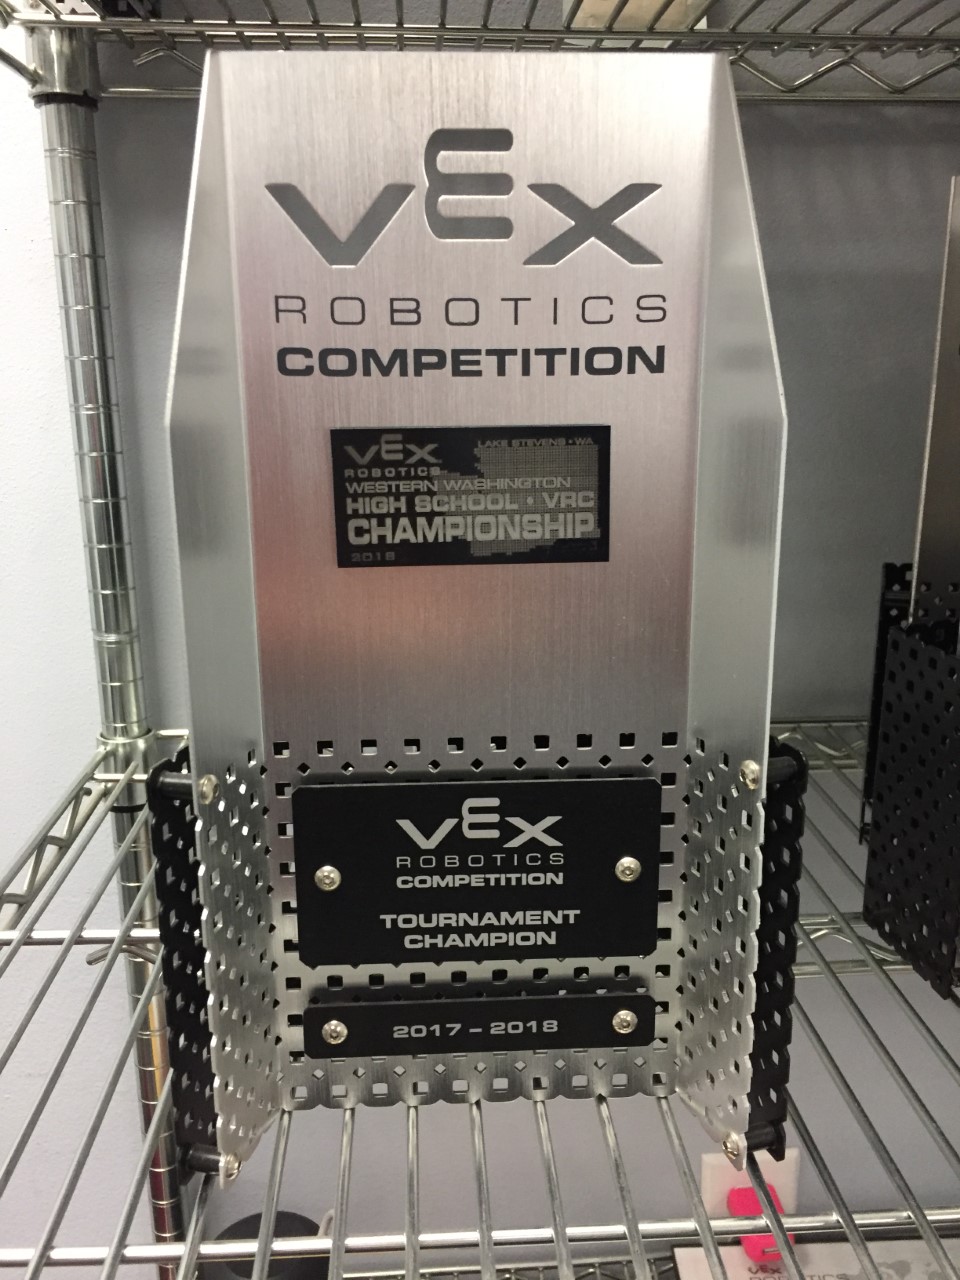 VEX
ROBOTICS
COMPETITION
VEX
ROBOTICS
LAKE STEVENS • WA
WESTERN WASHINGTON
HIGH SCHOOL • VRC
CHAMPIONSHIP
2018
VEX
ROBOTICS
COMPETITION
TOURNAMENT
CHAMPION
2017 – 2018
VEX